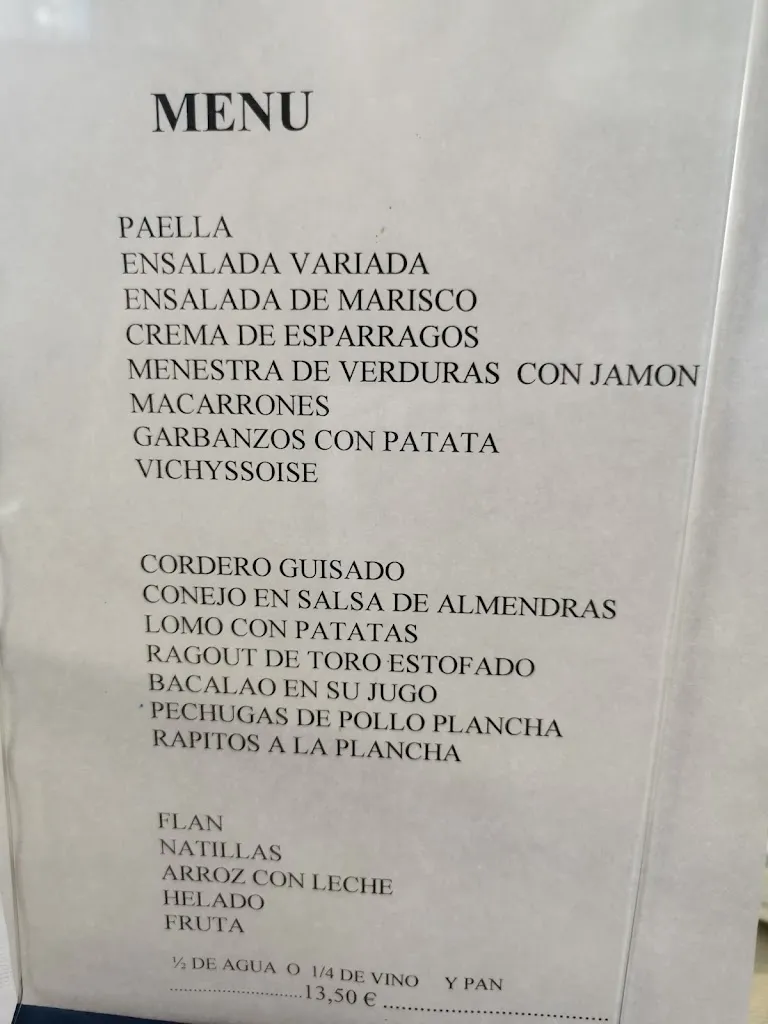 MENU
PAELLA
ENSALADA VARIADA
ENSALADA DE MARISCO
CREMA DE ESPARRAGOS
MENESTRA DE VERDURAS CON JAMON
MACARRONES
GARBANZOS CON PATATA
VICHYSSOISE
CORDERO GUISADO
CONEJO EN SALSA DE ALMENDRAS
LOMO CON PATATAS
RAGOUT DE TORO ESTOFADO
BACALAO EN SU JUGO
PECHUGAS DE POLLO PLANCHA
RAPITOS A LA PLANCHA
FLAN
NATILLAS
ARROZ CON LECHE
HELADO
FRUTA
½ DE AGUA O 1/4 DE VINO Y PAN
..............................13,50 € ...................................................